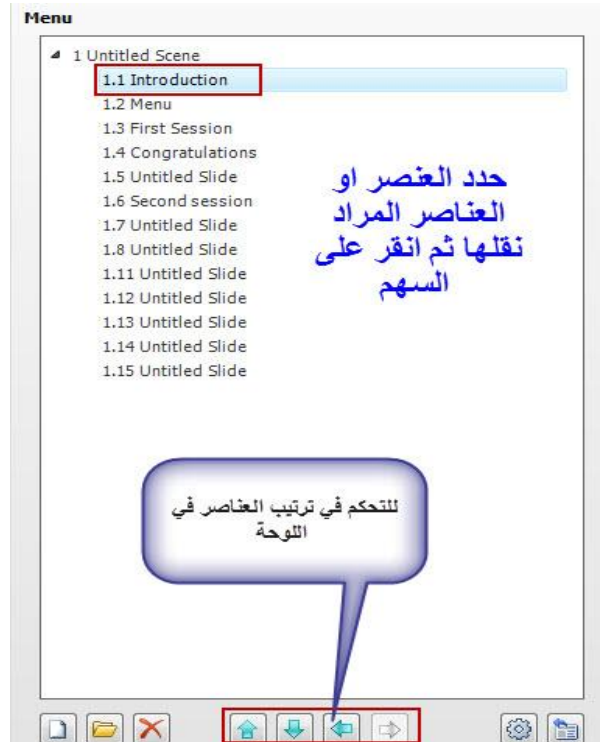 Menu
1 Untitled Scene
1.1 Introduction
1.2 Menu
1.3 First Session
1.4 Congratulations
1.5 Untitled Slide
1.6 Second session
1.7 Untitled Slide
1.8 Untitled Slide
1.11 Untitled Slide
1.12 Untitled Slide
1.13 Untitled Slide
1.14 Untitled Slide
1.15 Untitled Slide
حدد العنصر او
العناصر المراد
نقلها ثم انقر على
السهم
للتحكم في ترتيب العناصر في
اللوحة